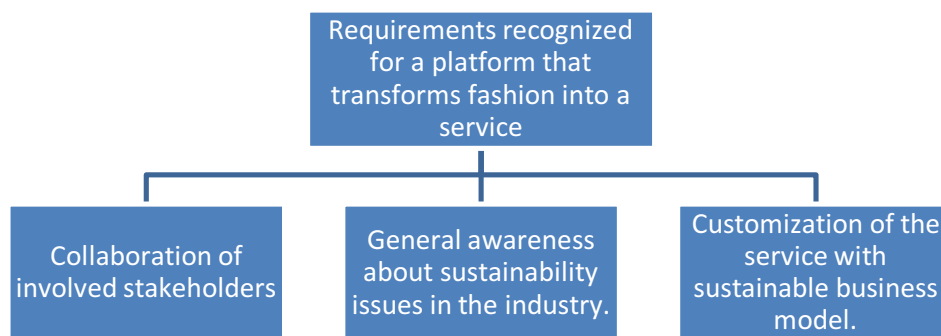 Requirements recognized
for a platform that
transforms fashion into a
service
Collaboration of
involved stakeholders
General awareness
about sustainability
issues in the industry.
Customization of the
service with
sustainable business
model.